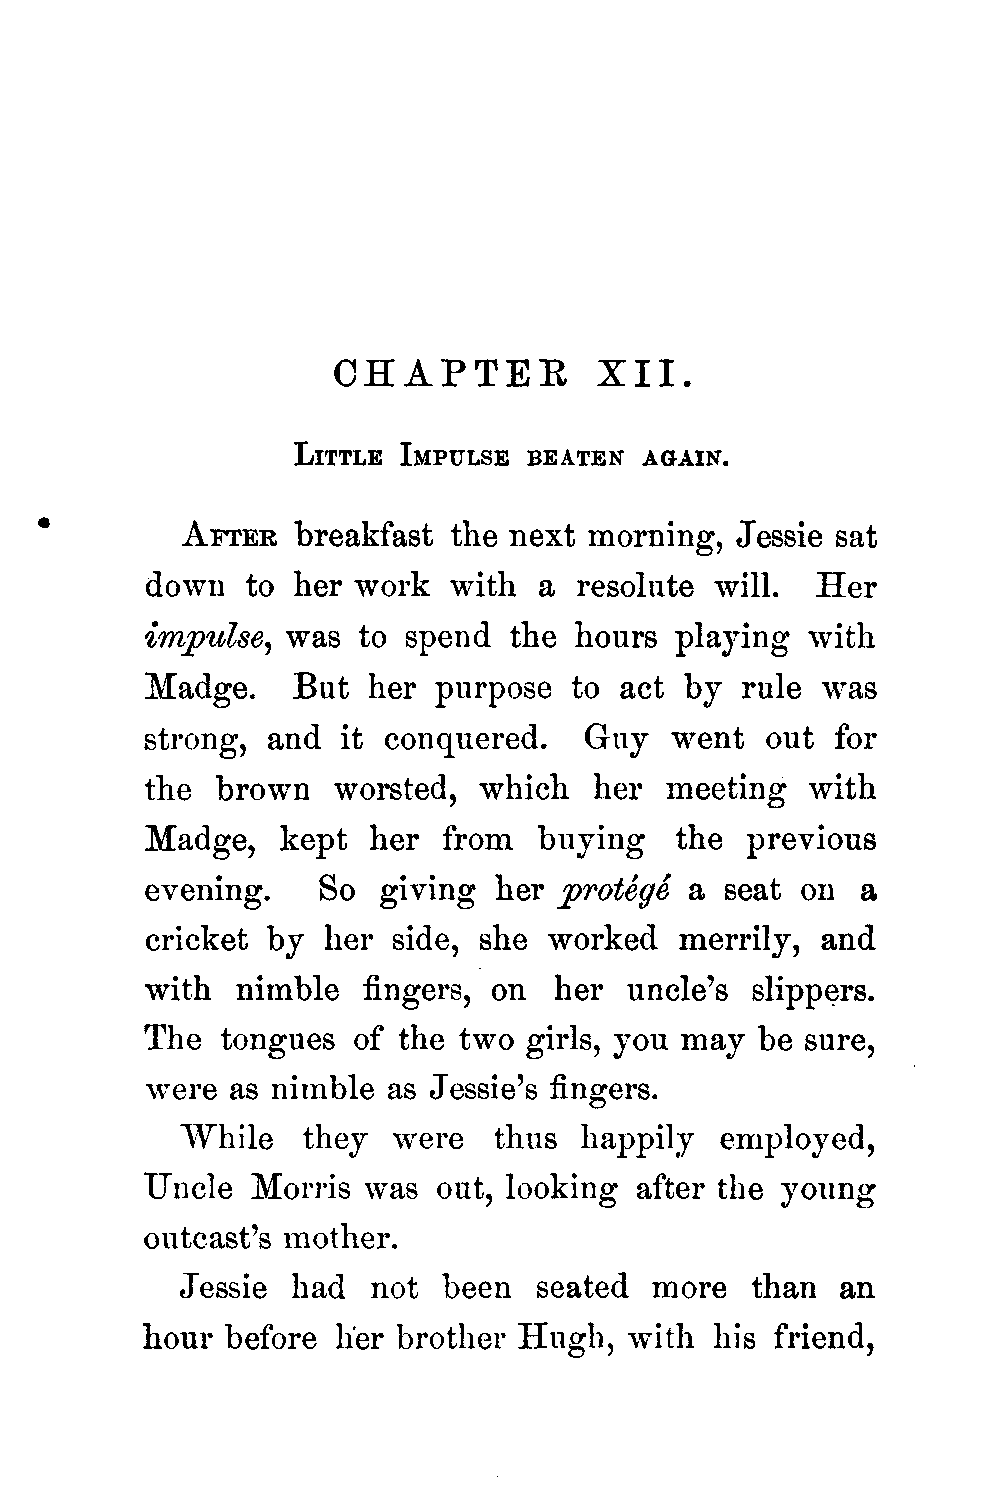 CHAPTER XII.
LITTLE IMPULSE BEATEN AGAIN.
AFTER breakfast the next morning, Jessie sat
down to her work with a resolute will. Her
impulse, was to spend the hours playing with
Madge. But her purpose to act by rule was
strong, and it conquered. Guy went out for
the brown worsted, which her meeting with
Madge, kept her from buying the previous
evening. So giving her protégé a seat on a
cricket by her side, she worked merrily, and
with nimble fingers, on her uncle's slippers.
The tongues of the two girls, you may be sure,
were as nimble as Jessie's fingers.
While they were thus happily employed,
Uncle Morris was out, looking after the young
outcast's mother.
Jessie had not been seated more than an
hour before her brother Hugh, with his friend,